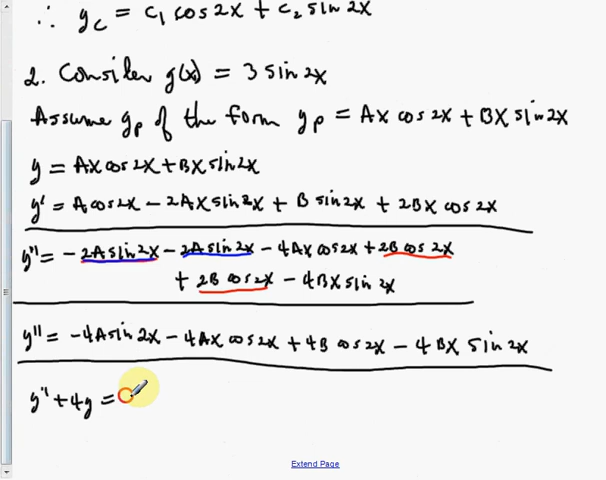 ∴ y_c = c₁ cos 2x + c₂ sin 2x
2. Consider g(x) = 3 sin 2x
Assume y_p of the form y_p = Ax cos 2x + Bx sin 2x
y = Ax cos 2x + Bx sin 2x
y' = A cos 2x - 2Ax sin 2x + B sin 2x + 2Bx cos 2x
y'' = - 2A sin 2x - 2A sin 2x - 4Ax cos 2x + 2B cos 2x
+ 2B cos 2x - 4Bx sin 2x
y'' = -4A sin 2x - 4Ax cos 2x + 4B cos 2x - 4Bx sin 2x
y'' + 4y =
Extend Page